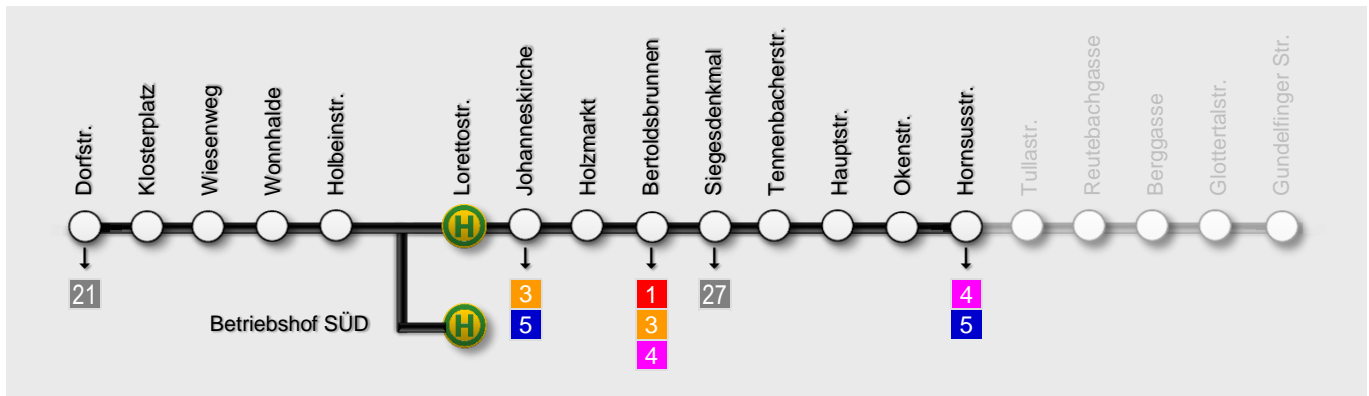 Dorfstr.
Klosterplatz
Wiesenweg
Wonnhalde
Holbeinstr.
Lorettostr.
Johanneskirche
Holzmarkt
Bertoldsbrunnen
Siegesdenkmal
Tennenbacherstr.
Hauptstr.
Okenstr.
Hornsusstr.
Tullastr.
Reutebachgasse
Berggasse
Glottertalstr.
Gundelfinger Str.
H
21
3
5
1
3
4
27
4
5
Betriebshof SÜD
H